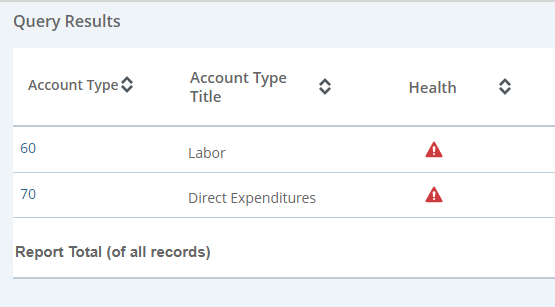 Query Results
Account Type
Account Type
Title
Health
60
Labor
70
Direct Expenditures
Report Total (of all records)